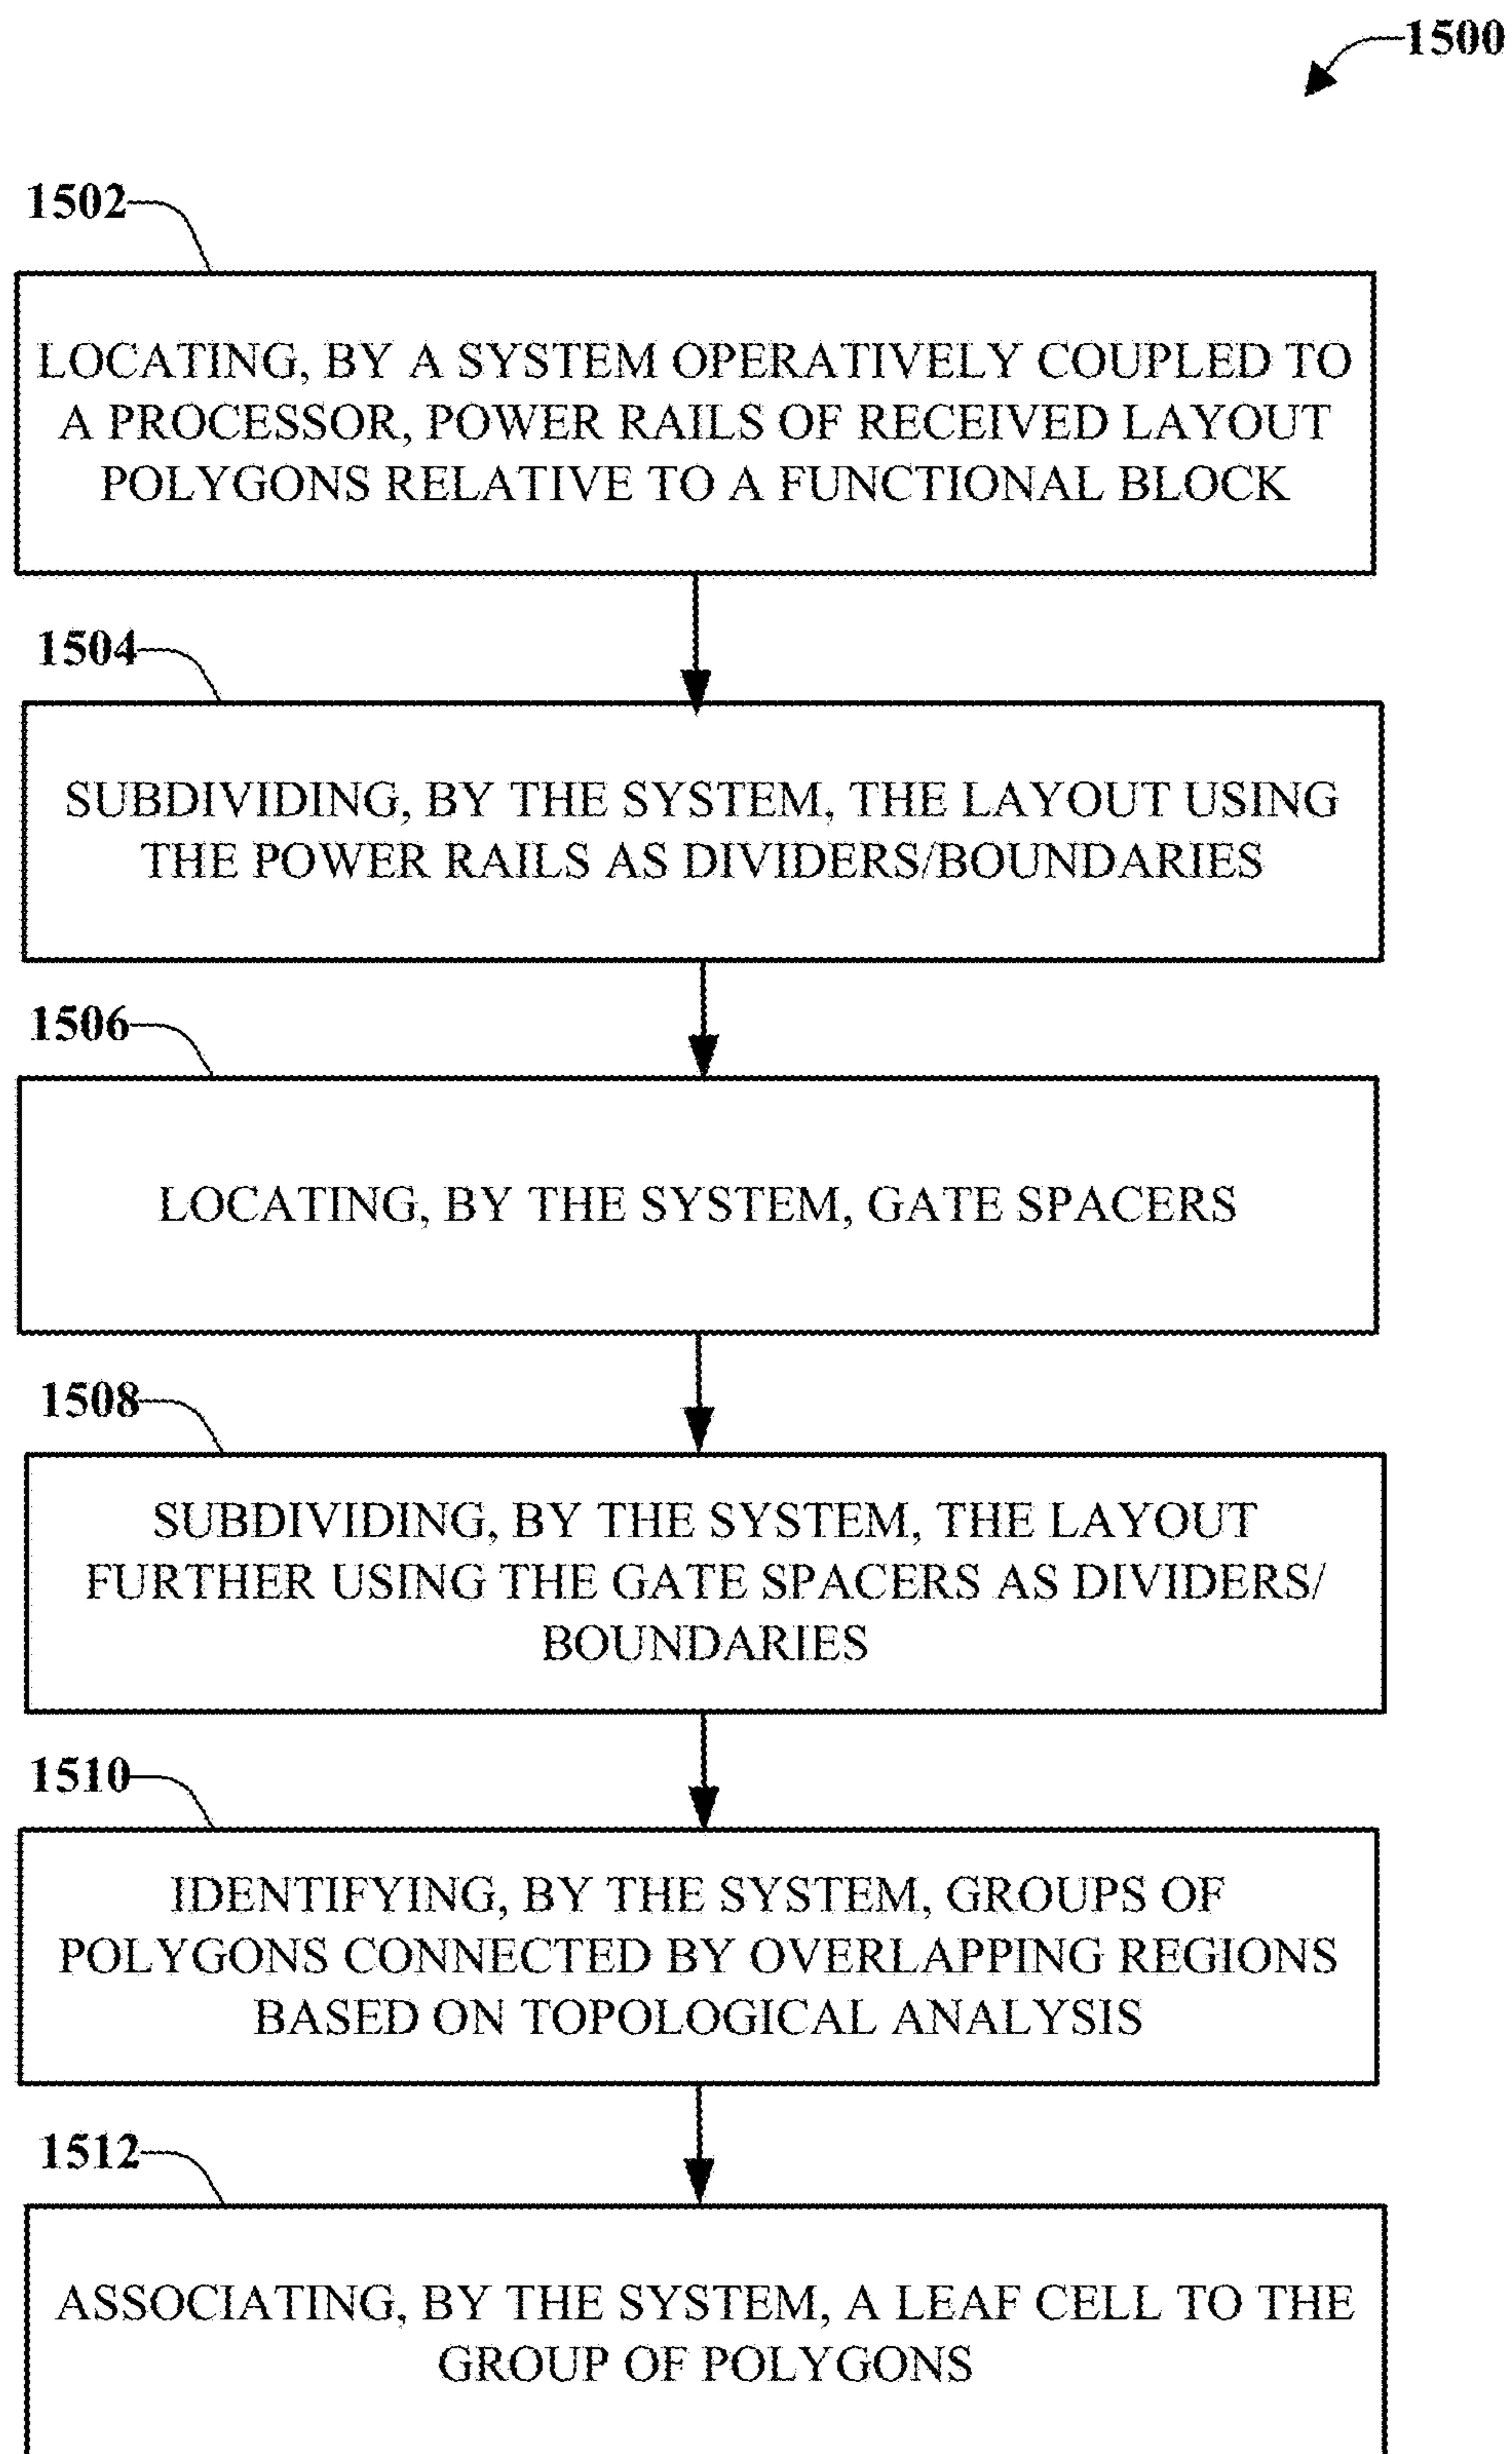 1500
1502
LOCATING, BY A SYSTEM OPERATIVELY COUPLED TO
A PROCESSOR, POWER RAILS OF RECEIVED LAYOUT
POLYGONS RELATIVE TO A FUNCTIONAL BLOCK
1504
SUBDIVIDING, BY THE SYSTEM, THE LAYOUT USING
THE POWER RAILS AS DIVIDERS/BOUNDARIES
1506
LOCATING, BY THE SYSTEM, GATE SPACERS
1508
SUBDIVIDING, BY THE SYSTEM, THE LAYOUT
FURTHER USING THE GATE SPACERS AS DIVIDERS/
BOUNDARIES
1510
IDENTIFYING, BY THE SYSTEM, GROUPS OF
POLYGONS CONNECTED BY OVERLAPPING REGIONS
BASED ON TOPOLOGICAL ANALYSIS
1512
ASSOCIATING, BY THE SYSTEM, A LEAF CELL TO THE
GROUP OF POLYGONS